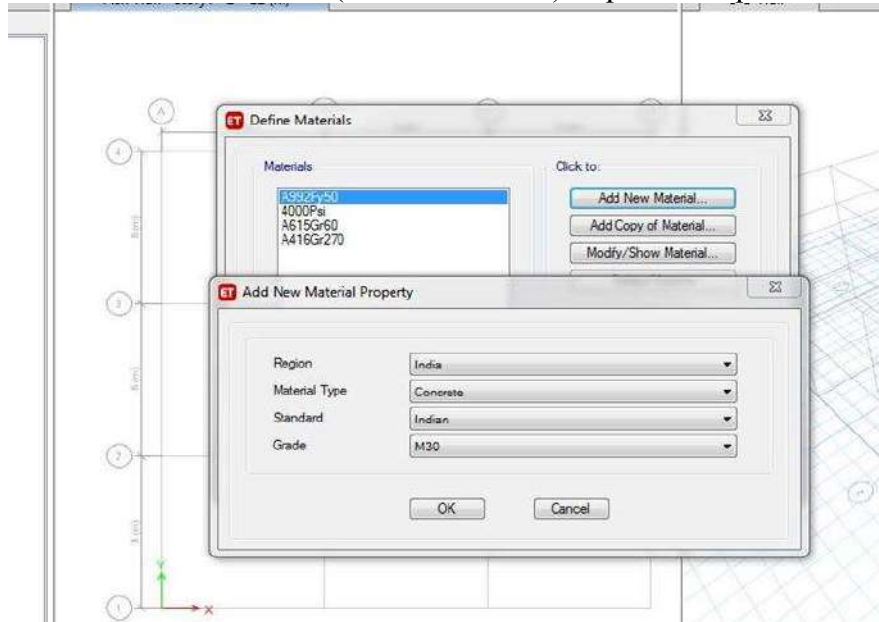 A
ET Define Materials
Materials
Click to:
A992Fy50
4000Psi
A615Gr60
A416Gr270
Add New Material...
Add Copy of Material...
Modify/Show Material...
ET Add New Material Property
Region
India
Material Type
Concrete
Standard
Indian
Grade
M30
OK
Cancel
4
3
2
1
Y
X